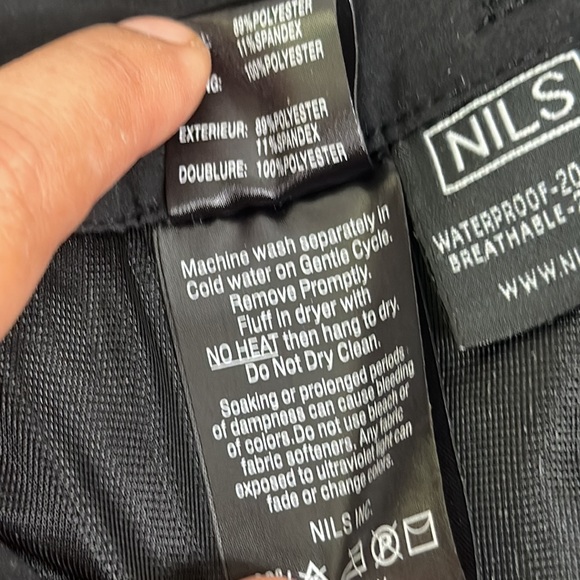 89%POLYESTER
11%SPANDEX
100%POLYESTER
EXTERIEUR: 89%POLYESTER
11%SPANDEX
DOUBLURE: 100%POLYESTER
Machine wash separately in
Cold water on Gentle Cycle.
Remove Promptly.
Fluff In dryer with
NO HEAT then hang to dry.
Do Not Dry Clean.
Soaking or prolonged periods
of dampness can cause bleeding
of colors.Do not use bleach or
fabric softeners. Any fabric
exposed to ultraviolet light can
fade or change colors.
NILS INC.
NILS
WATERPROOF-20
BREATHABLE-
WWW.NI